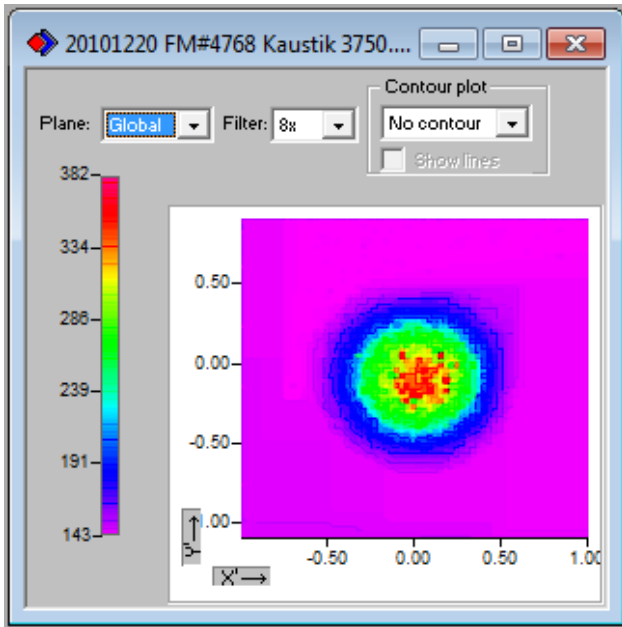 20101220 FM#4768 Kaustik 3750....
Contour plot
Plane: Global Filter: 8x No contour
Show lines
382
334
286
239
191
143
0.50
0.00
-0.50
1.00
-0.50 0.00 0.50 1.00
Y'
X'